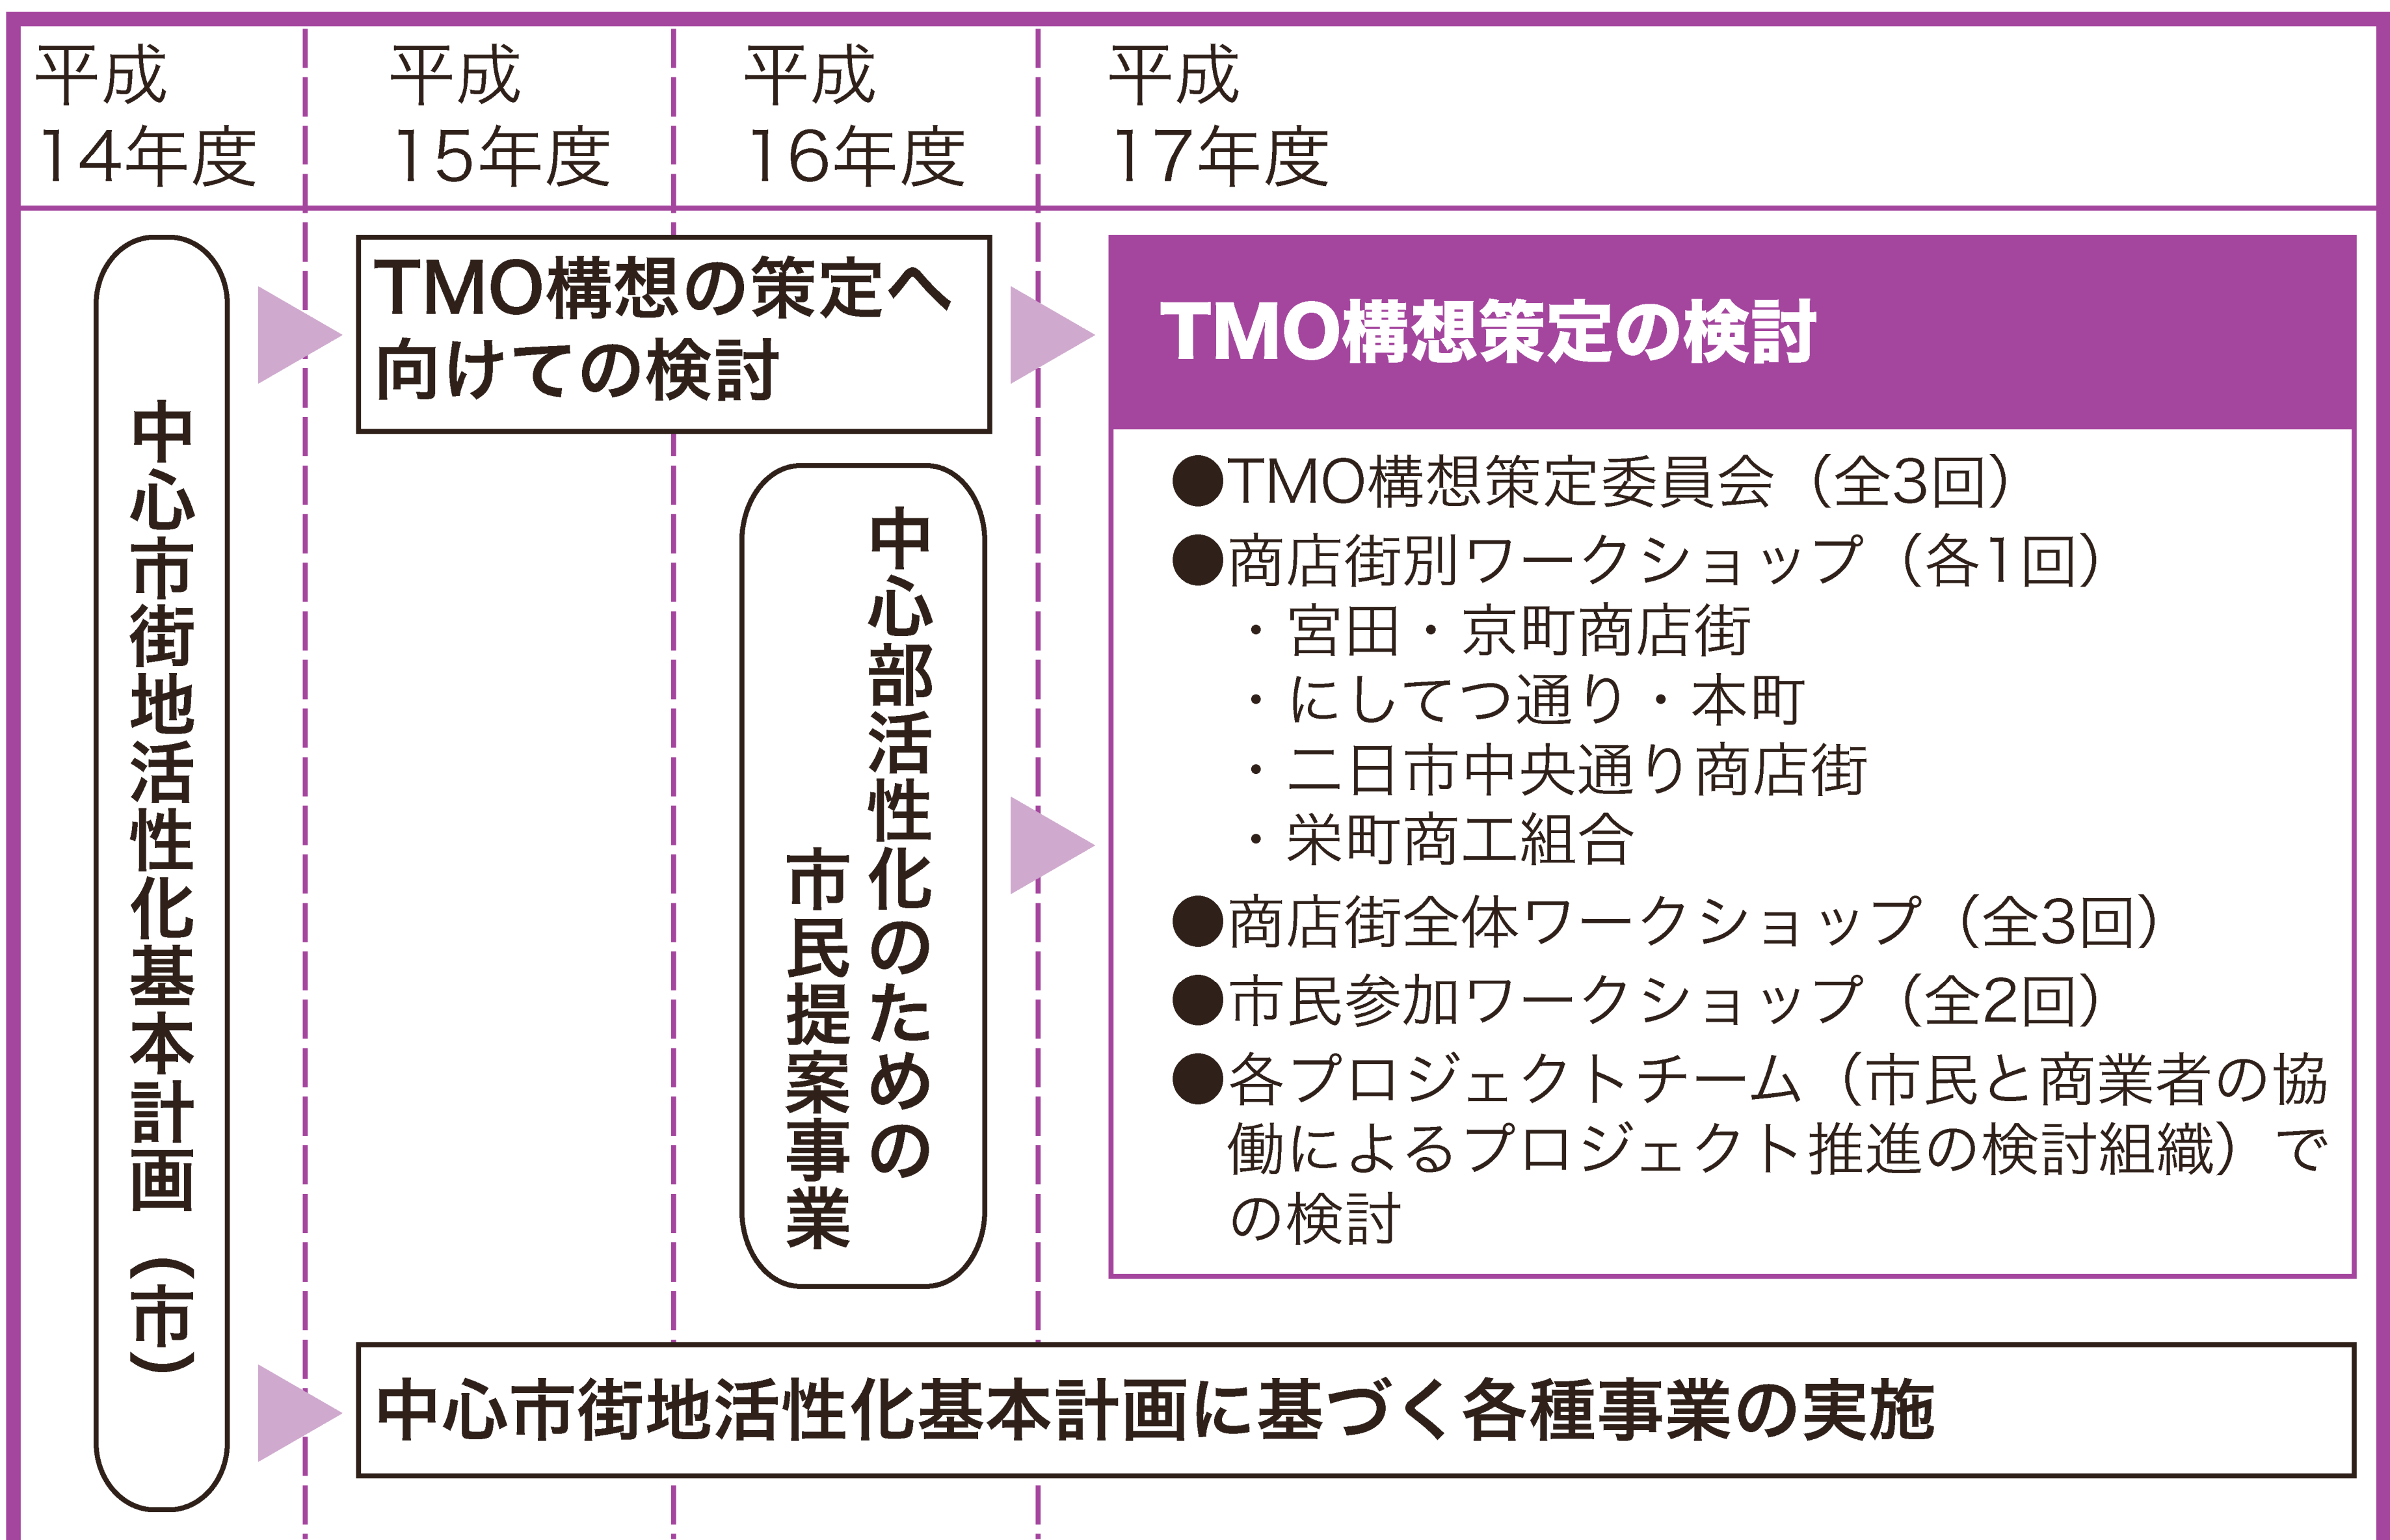 平成
14年度
平成
15年度
平成
16年度
平成
17年度
中心市街地活性化基本計画（市）
TMO構想の策定へ
向けての検討
中心部活性化のための
市民提案事業
TMO構想策定の検討
●TMO構想策定委員会（全3回）
●商店街別ワークショップ（各1回）
・宮田・京町商店街
・にしてつ通り・本町
・二日市中央通り商店街
・栄町商工組合
●商店街全体ワークショップ（全3回）
●市民参加ワークショップ（全2回）
●各プロジェクトチーム（市民と商業者の協
働によるプロジェクト推進の検討組織）で
の検討
中心市街地活性化基本計画に基づく各種事業の実施